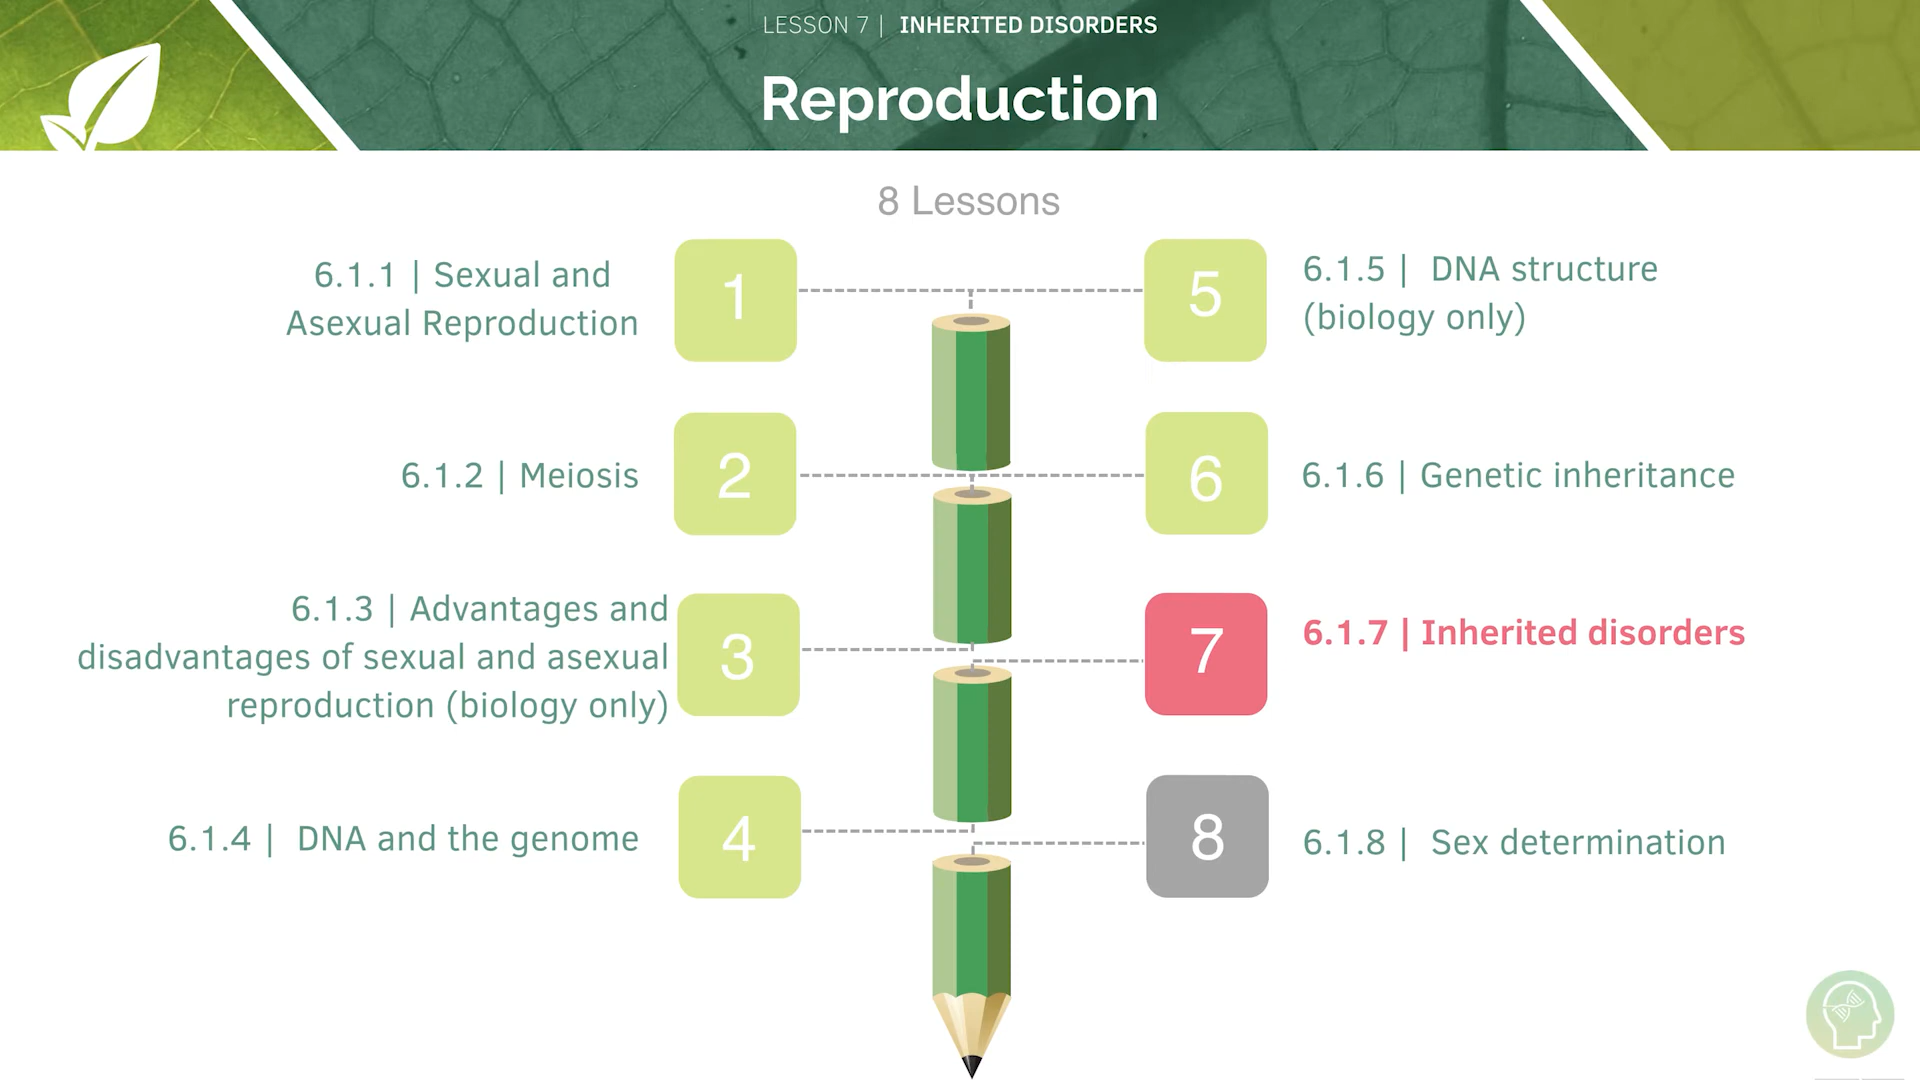 LESSON 7 | INHERITED DISORDERS
Reproduction
8 Lessons
6.1.1 | Sexual and
Asexual Reproduction
1
6.1.2 | Meiosis
2
6.1.3 | Advantages and
disadvantages of sexual and asexual
reproduction (biology only)
3
6.1.4 | DNA and the genome
4
5
6.1.5 | DNA structure
(biology only)
6
6.1.6 | Genetic inheritance
7
6.1.7 | Inherited disorders
8
6.1.8 | Sex determination